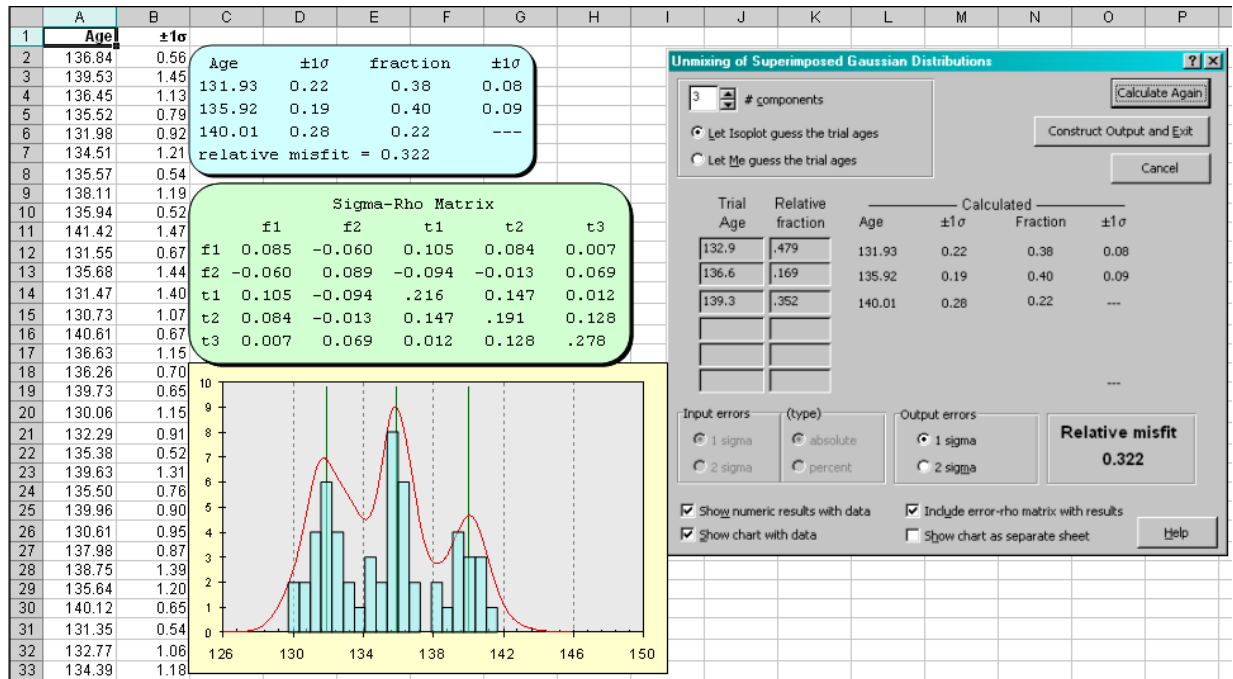 A B C D E F G H I J K L M N O P
1 Age ±1σ
2 136.84 0.56
3 139.53 1.45
4 136.45 1.13
5 135.52 0.79
6 131.98 0.92
7 134.51 1.21
8 135.57 0.54
9 138.11 1.19
10 135.94 0.52
11 141.42 1.47
12 131.55 0.67
13 135.68 1.44
14 131.47 1.40
15 130.73 1.07
16 140.61 0.67
17 136.63 1.15
18 136.26 0.70
19 139.73 0.65
20 130.06 1.15
21 132.29 0.91
22 135.38 0.52
23 139.63 1.31
24 135.50 0.76
25 139.96 0.90
26 130.61 0.95
27 137.98 0.87
28 138.75 1.39
29 135.64 1.20
30 140.12 0.65
31 131.35 0.54
32 132.77 1.06
33 134.39 1.18
Age ±1σ fraction ±1σ
131.93 0.22 0.38 0.08
135.92 0.19 0.40 0.09
140.01 0.28 0.22 ---
relative misfit = 0.322
Sigma-Rho Matrix
f1 f2 t1 t2 t3
f1 0.085 -0.060 0.105 0.084 0.007
f2 -0.060 0.089 -0.094 -0.013 0.069
t1 0.105 -0.094 .216 0.147 0.012
t2 0.084 -0.013 0.147 .191 0.128
t3 0.007 0.069 0.012 0.128 .278
10
9
8
7
6
5
4
3
2
1
0
126 130 134 138 142 146 150
Unmixing of Superimposed Gaussian Distributions ? X
3 # components
Let Isoplot guess the trial ages
Let Me guess the trial ages
Calculate Again
Construct Output and Exit
Cancel
Trial Relative Calculated
Age fraction Age ±1σ Fraction ±1σ
132.9 .479 131.93 0.22 0.38 0.08
136.6 .169 135.92 0.19 0.40 0.09
139.3 .352 140.01 0.28 0.22 ---
---
Input errors (type) Output errors
1 sigma absolute 1 sigma
2 sigma percent 2 sigma
Relative misfit
0.322
Show numeric results with data Include error-rho matrix with results
Show chart with data Show chart as separate sheet
Help